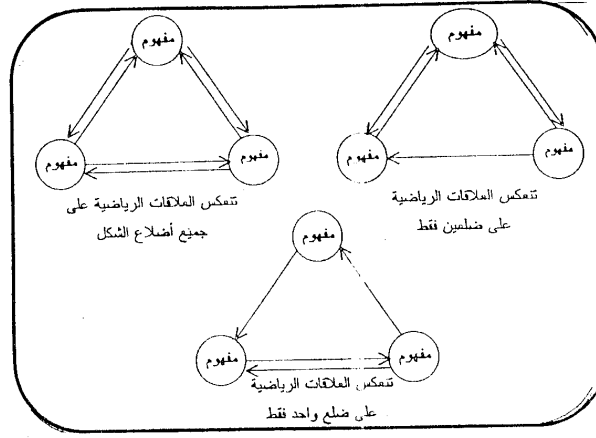 مفهوم
مفهوم
مفهوم
مفهوم
مفهوم
مفهوم
تنعكس العلاقات الرياضية على
جميع أضلاع الشكل
تنعكس العلاقات الرياضية
على ضلعين فقط
مفهوم
مفهوم
مفهوم
تنعكس العلاقات الرياضية
على ضلع واحد فقط